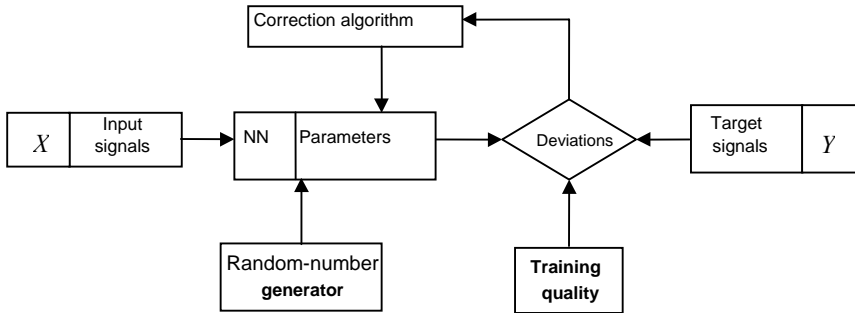 Correction algorithm
X
Input
signals
NN
Parameters
Deviations
Target
signals
Y
Random-number
generator
Training
quality